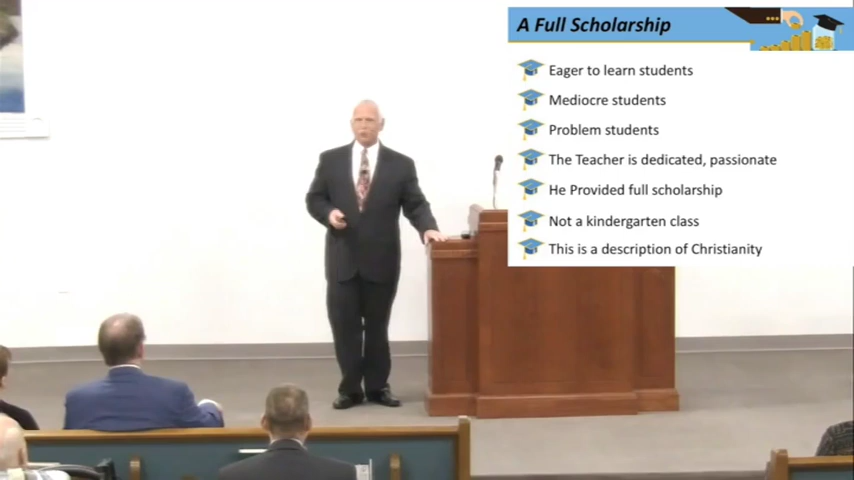 A Full Scholarship
Eager to learn students
Mediocre students
Problem students
The Teacher is dedicated, passionate
He Provided full scholarship
Not a kindergarten class
This is a description of Christianity